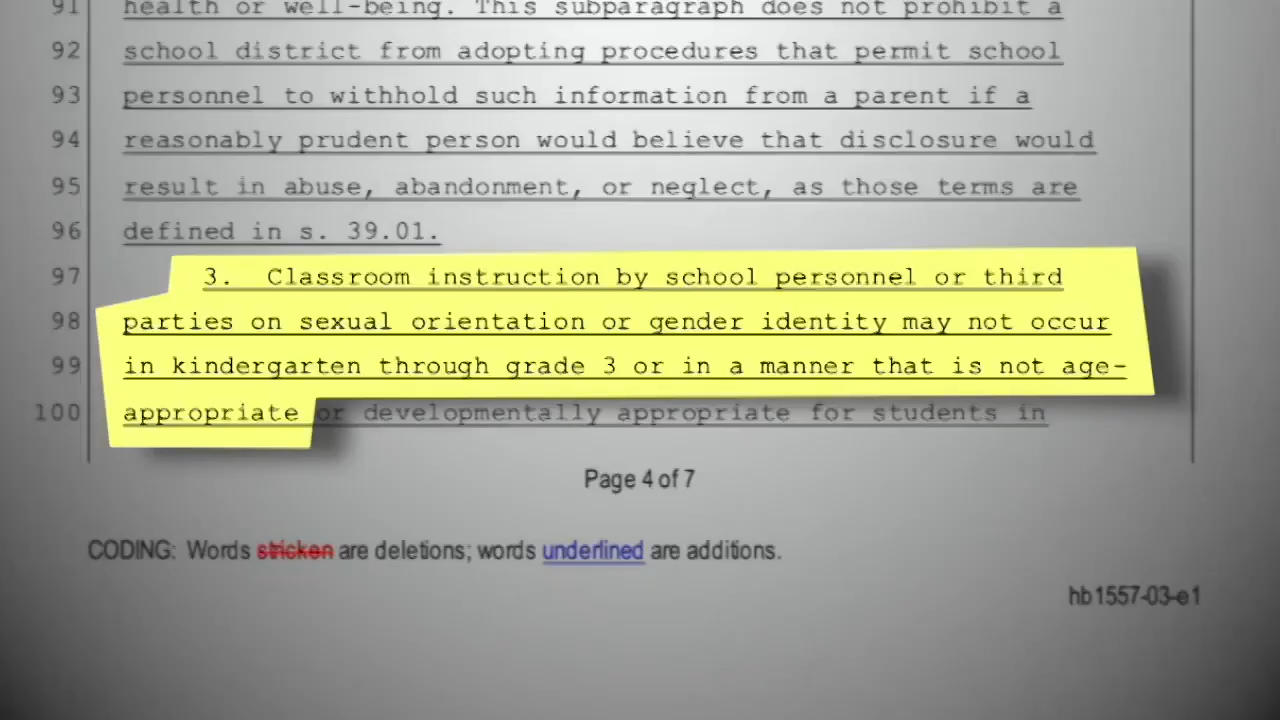 91 health or well-being. This subparagraph does not prohibit a
92 school district from adopting procedures that permit school
93 personnel to withhold such information from a parent if a
94 reasonably prudent person would believe that disclosure would
95 result in abuse, abandonment, or neglect, as those terms are
96 defined in s. 39.01.
97 3. Classroom instruction by school personnel or third
98 parties on sexual orientation or gender identity may not occur
99 in kindergarten through grade 3 or in a manner that is not age-
100 appropriate or developmentally appropriate for students in
Page 4 of 7
CODING: Words stricken are deletions; words underlined are additions.
hb1557-03-e1